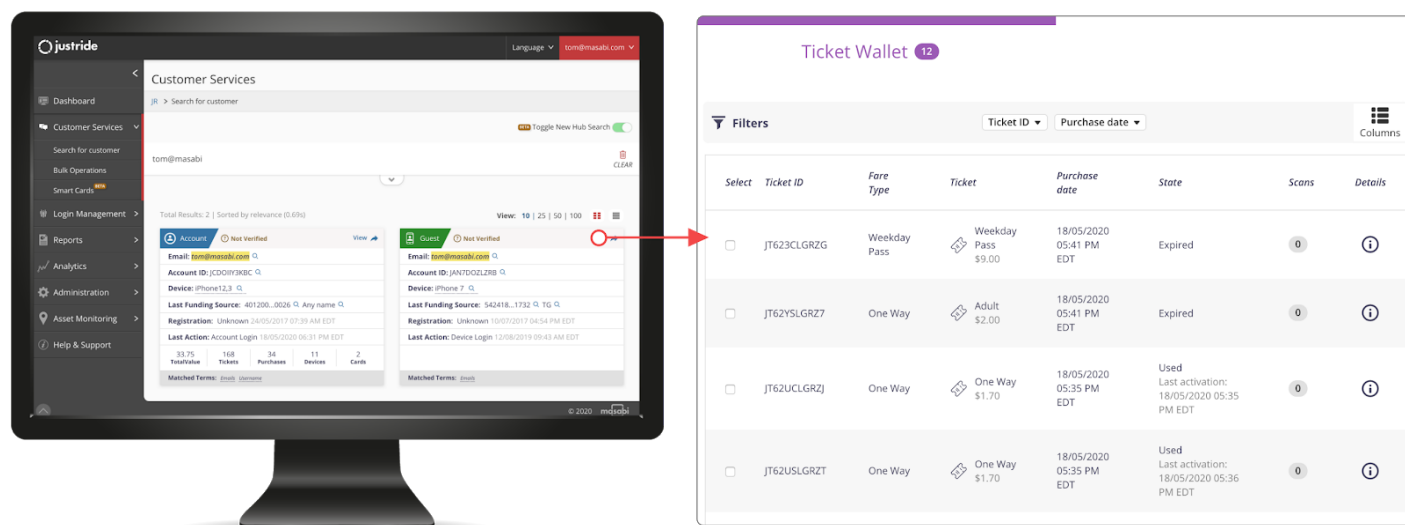 justride
Language
tom@masabi.com
Dashboard
Customer Services
Search for customer
Bulk Operations
Smart Cards BETA
Login Management
Reports
Analytics
Administration
Asset Monitoring
Help & Support
Customer Services
JR > Search for customer
BETA Toggle New Hub Search
tom@masabi
CLEAR
Total Results: 2 | Sorted by relevance (0.69s)
View: 10 | 25 | 50 | 100
Account Not Verified View
Email: tom@masabi.com
Account ID: JCDOIIY3KBC
Device: iPhone12,3
Last Funding Source: 401200...0026 Any name
Registration: Unknown 24/05/2017 07:39 AM EDT
Last Action: Account Login 18/05/2020 06:31 PM EDT
33.75 168 34 11 2
TotalValue Tickets Purchases Devices Cards
Matched Terms: Emails Username
Guest Not Verified
Email: tom@masabi.com
Account ID: JAN7DOZLZRB
Device: iPhone 7
Last Funding Source: 542418...1732 TG
Registration: Unknown 10/07/2017 04:54 PM EDT
Last Action: Device Login 12/08/2019 09:43 AM EDT
Matched Terms: Emails
© 2020 masabi
Ticket Wallet 12
Filters
Ticket ID
Purchase date
Columns
Select Ticket ID Fare Type Ticket Purchase date State Scans Details
JT623CLGRZG Weekday Pass Weekday Pass $9.00 18/05/2020 05:41 PM EDT Expired 0
JT62YSLGRZ7 One Way Adult $2.00 18/05/2020 05:41 PM EDT Expired 0
JT62UCLGRZJ One Way One Way $1.70 18/05/2020 05:35 PM EDT Used Last activation: 18/05/2020 05:35 PM EDT 0
JT62USLGRZT One Way One Way $1.70 18/05/2020 05:35 PM EDT Used Last activation: 18/05/2020 05:36 PM EDT 0